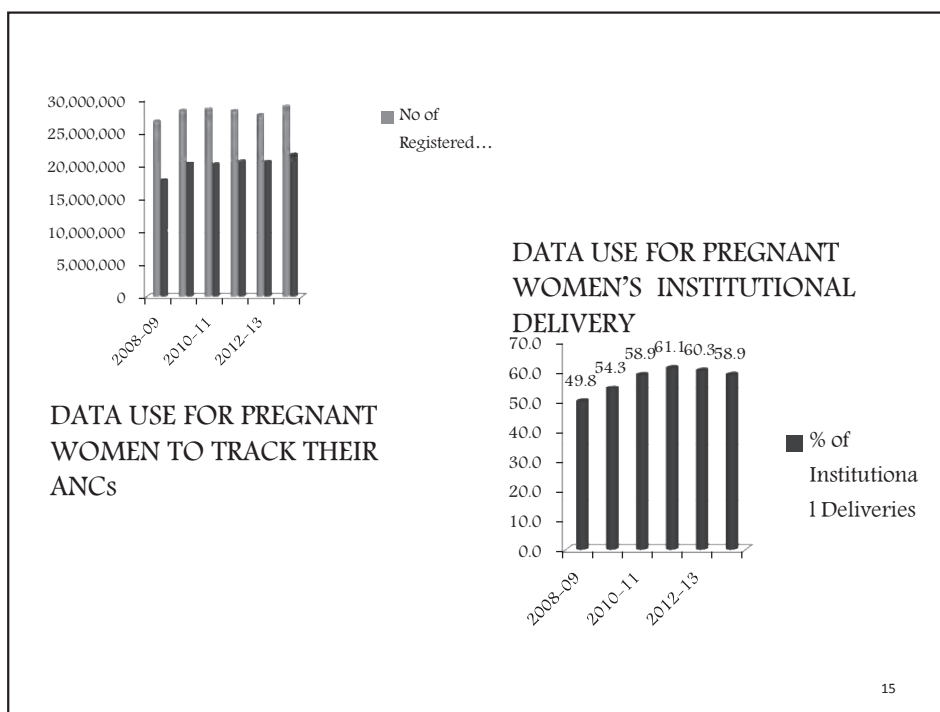 30,000,000
25,000,000
20,000,000
15,000,000
10,000,000
5,000,000
0
2008-09
2010-11
2012-13
No of
Registered...
DATA USE FOR PREGNANT
WOMEN TO TRACK THEIR
ANCs
DATA USE FOR PREGNANT
WOMEN'S INSTITUTIONAL
DELIVERY
70.0
60.0
50.0
40.0
30.0
20.0
10.0
0.0
49.8
54.3
58.9
61.1
60.3
58.9
2008-09
2010-11
2012-13
% of
Institutiona
l Deliveries
15